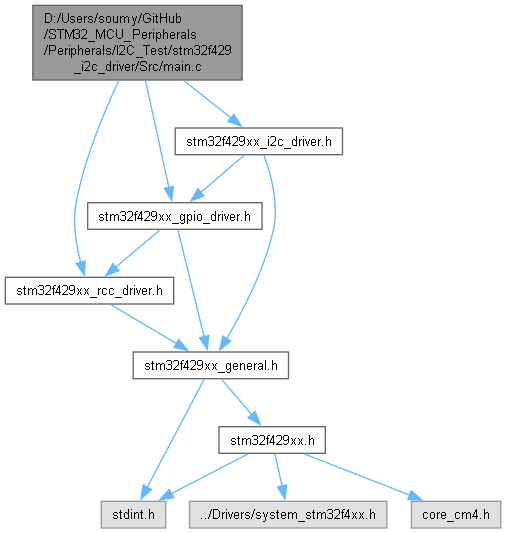 D:/Users/soumy/GitHub
/STM32_MCU_Peripherals
/Peripherals/I2C_Test/stm32f429
_i2c_driver/Src/main.c
stm32f429xx_i2c_driver.h
stm32f429xx_gpio_driver.h
stm32f429xx_rcc_driver.h
stm32f429xx_general.h
stm32f429xx.h
stdint.h
../Drivers/system_stm32f4xx.h
core_cm4.h